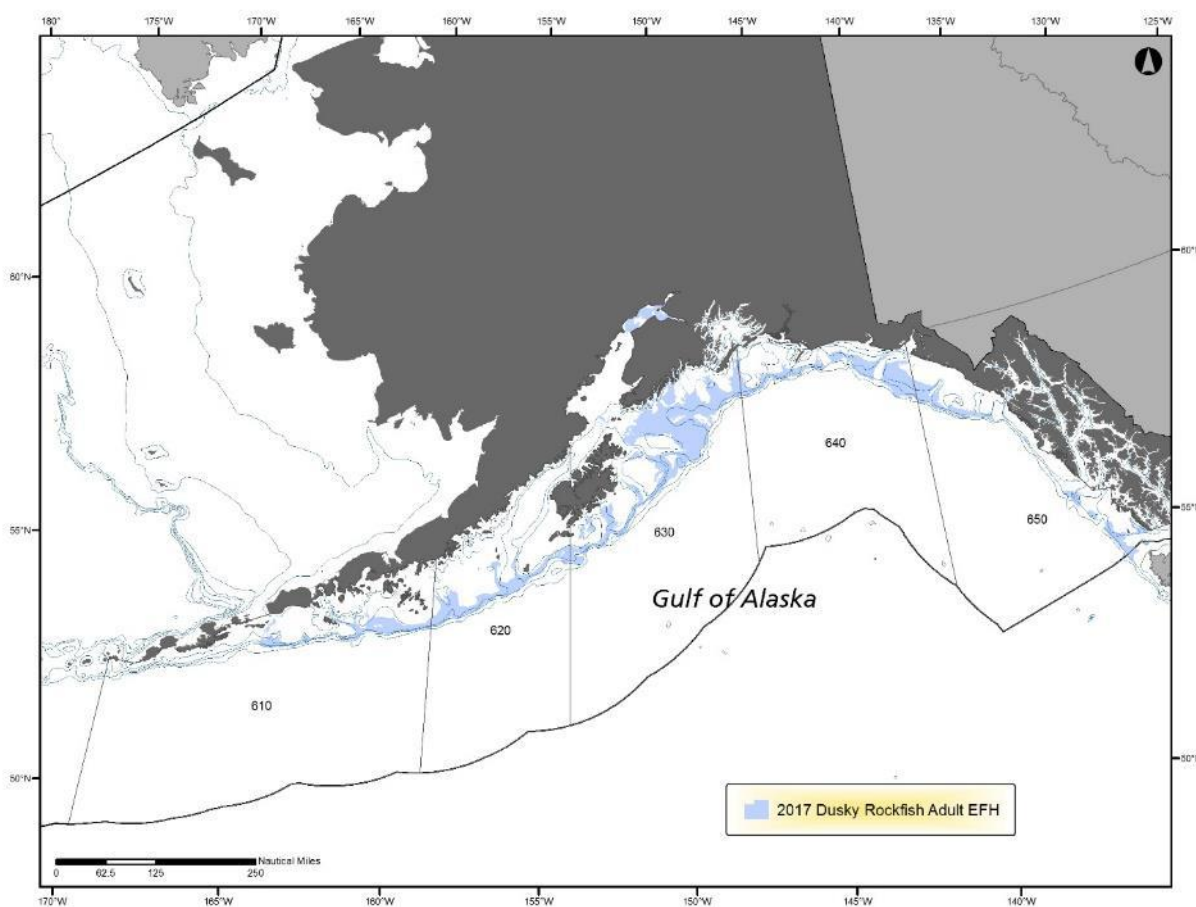 180° 175°W 170°W 165°W 160°W 155°W 150°W 145°W 140°W 135°W 130°W 125°W
60°N 60°N
55°N 55°N
640
650
630
Gulf of Alaska
620
610
50°N 50°N
2017 Dusky Rockfish Adult EFH
Nautical Miles
0 62.5 125 250
170°W 165°W 160°W 155°W 150°W 145°W 140°W